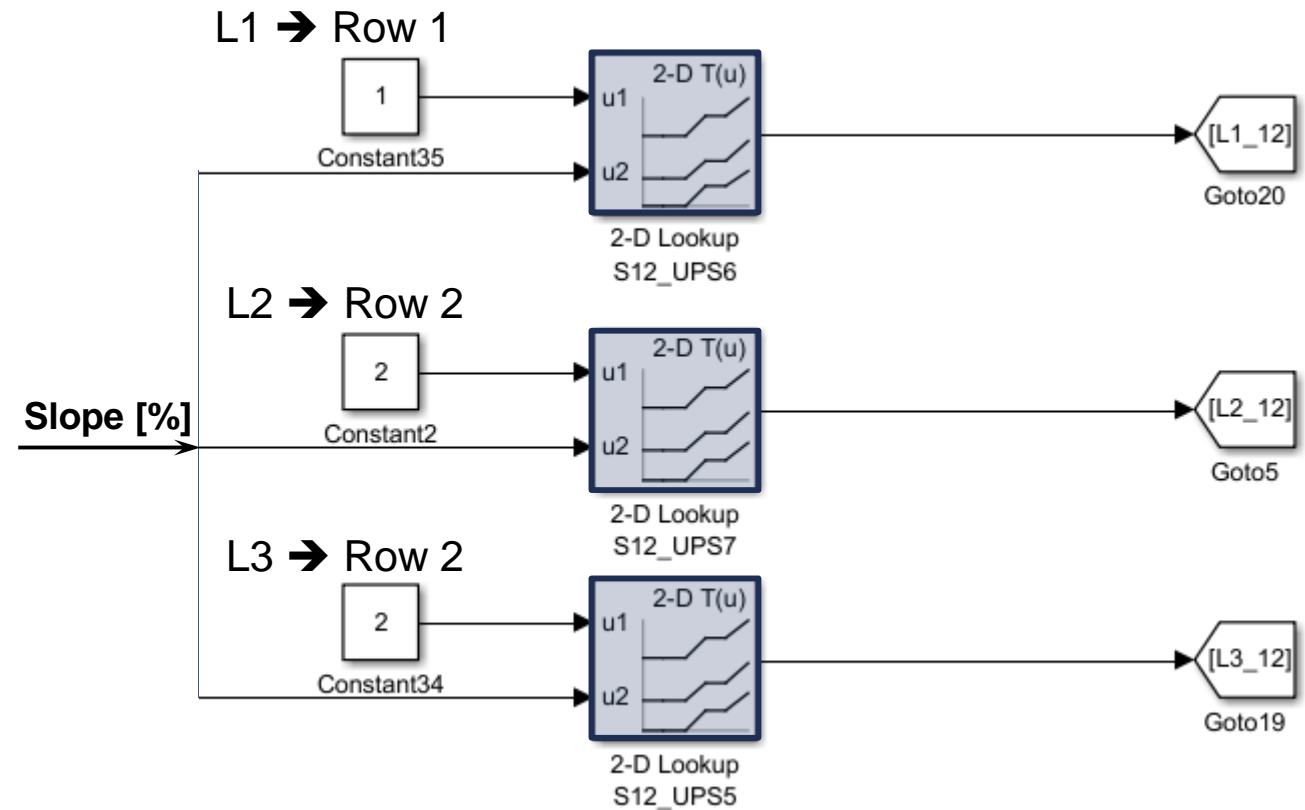 L1 ➔ Row 1
1
Constant35
2-D T(u)
u1
u2
2-D Lookup
S12_UPS6
[L1_12]
Goto20
L2 ➔ Row 2
2
Constant2
Slope [%]
2-D T(u)
u1
u2
2-D Lookup
S12_UPS7
[L2_12]
Goto5
L3 ➔ Row 2
2
Constant34
2-D T(u)
u1
u2
2-D Lookup
S12_UPS5
[L3_12]
Goto19